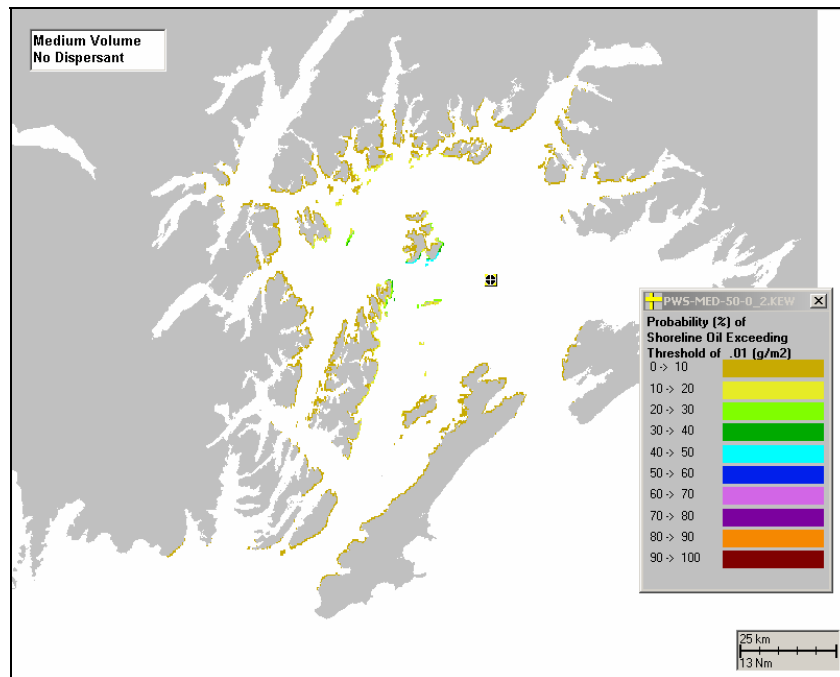 Medium Volume
No Dispersant
PWS-MED-50-0_2.KEW
Probability (%) of
Shoreline Oil Exceeding
Threshold of .01 (g/m2)
0 -> 10
10 -> 20
20 -> 30
30 -> 40
40 -> 50
50 -> 60
60 -> 70
70 -> 80
80 -> 90
90 -> 100
25 km
13 Nm